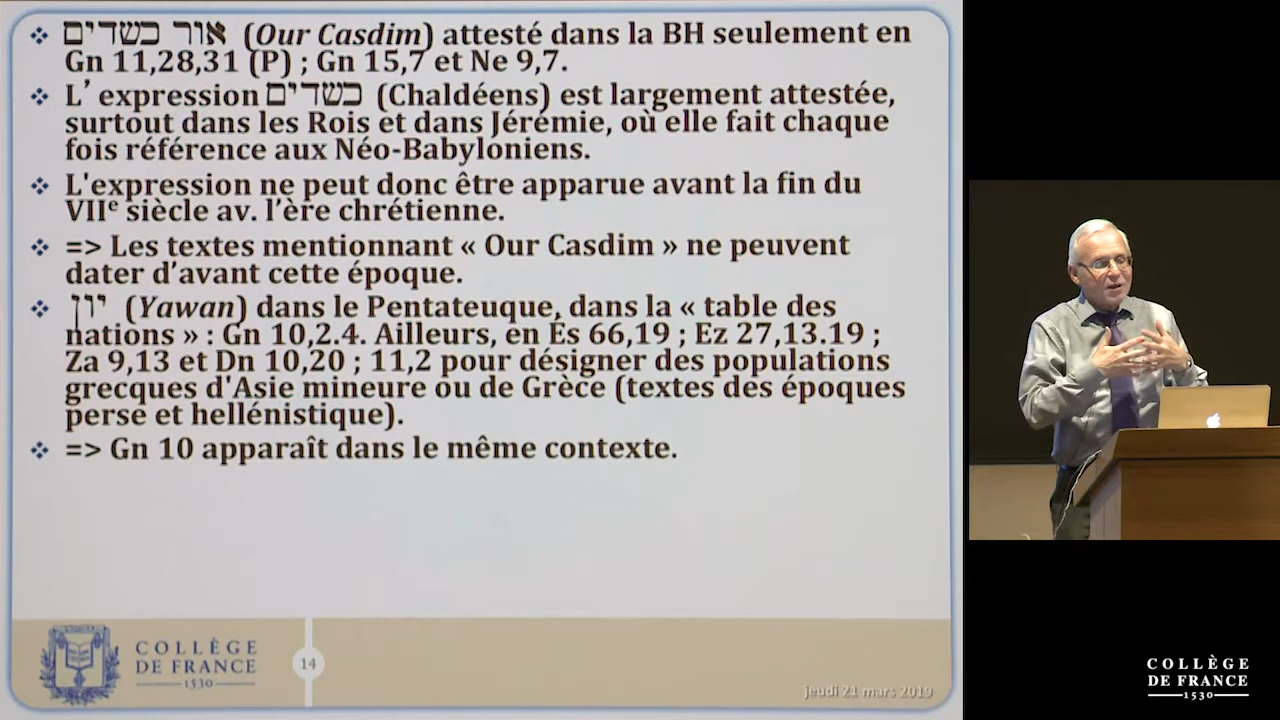 אור כשדים (Our Casdim) attesté dans la BH seulement en
Gn 11,28,31 (P) ; Gn 15,7 et Ne 9,7.
L’expression כשדים (Chaldéens) est largement attestée,
surtout dans les Rois et dans Jérémie, où elle fait chaque
fois référence aux Néo-Babyloniens.
L'expression ne peut donc être apparue avant la fin du
VIIe siècle av. l’ère chrétienne.
=> Les textes mentionnant « Our Casdim » ne peuvent
dater d’avant cette époque.
יון (Yawan) dans le Pentateuque, dans la « table des
nations » : Gn 10,2.4. Ailleurs, en Es 66,19 ; Ez 27,13.19 ;
Za 9,13 et Dn 10,20 ; 11,2 pour désigner des populations
grecques d'Asie mineure ou de Grèce (textes des époques
perse et hellénistique).
=> Gn 10 apparaît dans le même contexte.
COLLÈGE
DE FRANCE
1530
14
jeudi 21 mars 2019
COLLÈGE
DE FRANCE
1530